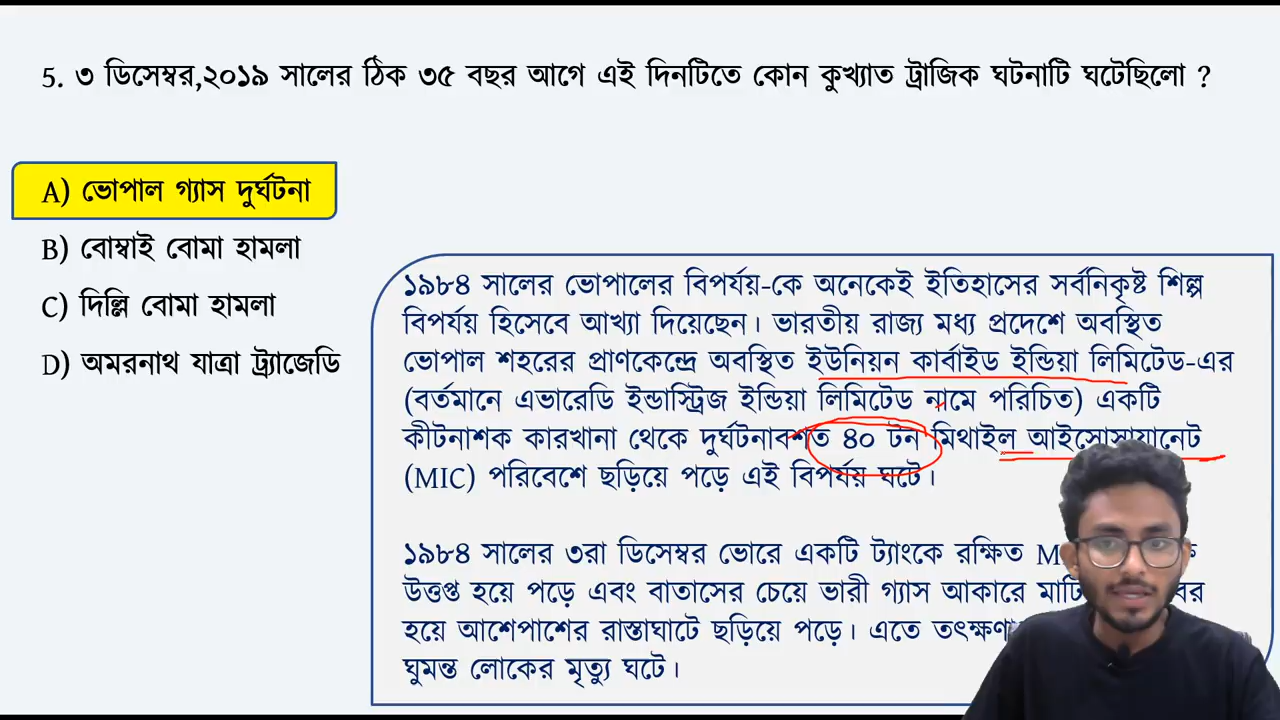 5. ৩ ডিসেম্বর,২০১৯ সালের ঠিক ৩৫ বছর আগে এই দিনটিতে কোন কুখ্যাত ট্রাজিক ঘটনাটি ঘটেছিলো ?
A) ভোপাল গ্যাস দুর্ঘটনা
B) বোম্বাই বোমা হামলা
C) দিল্লি বোমা হামলা
D) অমরনাথ যাত্রা ট্র্যাজেডি
১৯৮৪ সালের ভোপালের বিপর্যয়-কে অনেকেই ইতিহাসের সর্বনিকৃষ্ট শিল্প
বিপর্যয় হিসেবে আখ্যা দিয়েছেন। ভারতীয় রাজ্য মধ্য প্রদেশে অবস্থিত
ভোপাল শহরের প্রাণকেন্দ্রে অবস্থিত ইউনিয়ন কার্বাইড ইন্ডিয়া লিমিটেড-এর
(বর্তমানে এভারেডি ইন্ডাস্ট্রিজ ইন্ডিয়া লিমিটেড নামে পরিচিত) একটি
কীটনাশক কারখানা থেকে দুর্ঘটনাবশত ৪০ টন মিথাইল আইসোসায়ানেট
(MIC) পরিবেশে ছড়িয়ে পড়ে এই বিপর্যয় ঘটে।
১৯৮৪ সালের ৩রা ডিসেম্বর ভোরে একটি ট্যাংকে রক্ষিত
উত্তপ্ত হয়ে পড়ে এবং বাতাসের চেয়ে ভারী গ্যাস আকারে
হয়ে আশেপাশের রাস্তাঘাটে ছড়িয়ে পড়ে। এতে
ঘুমন্ত লোকের মৃত্যু ঘটে।